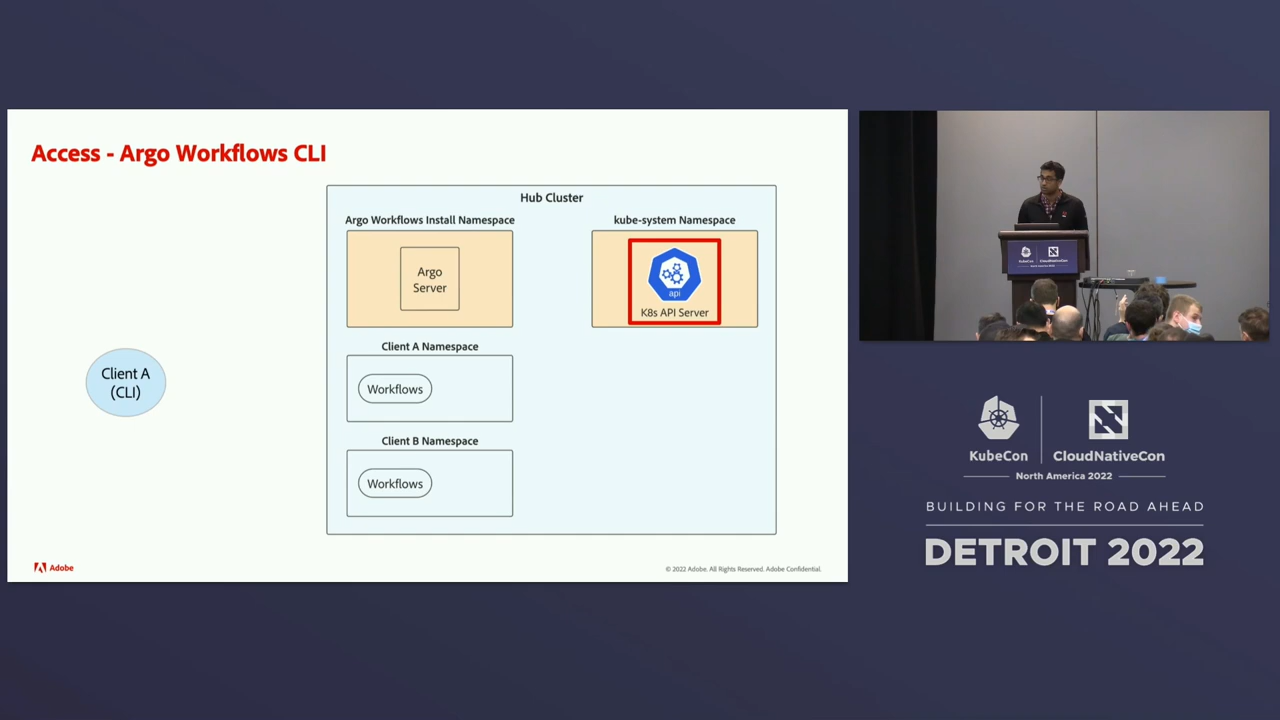 Access - Argo Workflows CLI
Hub Cluster
Argo Workflows Install Namespace
kube-system Namespace
Argo
Server
api
K8s API Server
Client A Namespace
Workflows
Client A
(CLI)
Client B Namespace
Workflows
Adobe
© 2022 Adobe. All Rights Reserved. Adobe Confidential.
KubeCon
CloudNativeCon
KubeCon
CloudNativeCon
North America 2022
BUILDING FOR THE ROAD AHEAD
DETROIT 2022